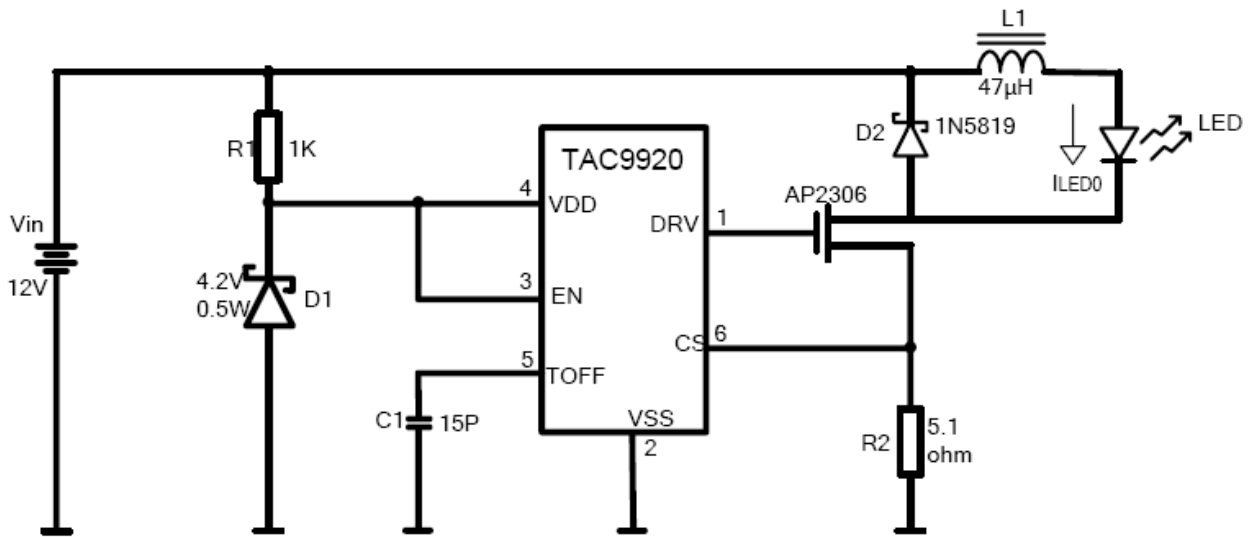 L1
47µH
R1
1K
D2
1N5819
LED
ILED0
TAC9920
4
VDD
AP2306
DRV
1
Vin
12V
4.2V
0.5W
D1
3
EN
CS
6
5
TOFF
C1
15P
VSS
2
R2
5.1
ohm